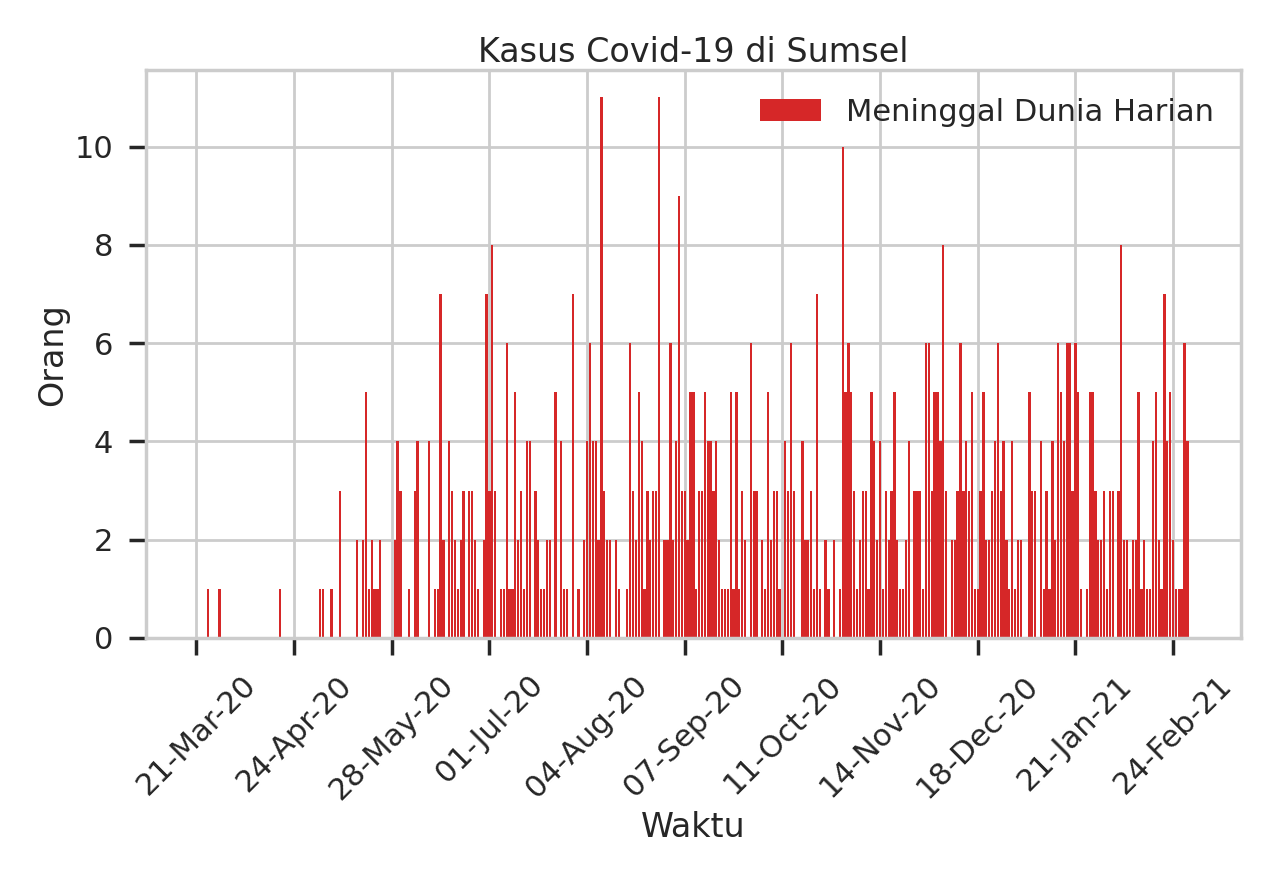 Kasus Covid-19 di Sumsel
Meninggal Dunia Harian
Orang
10
8
6
4
2
0
21-Mar-20
24-Apr-20
28-May-20
01-Jul-20
04-Aug-20
07-Sep-20
11-Oct-20
14-Nov-20
18-Dec-20
21-Jan-21
24-Feb-21
Waktu